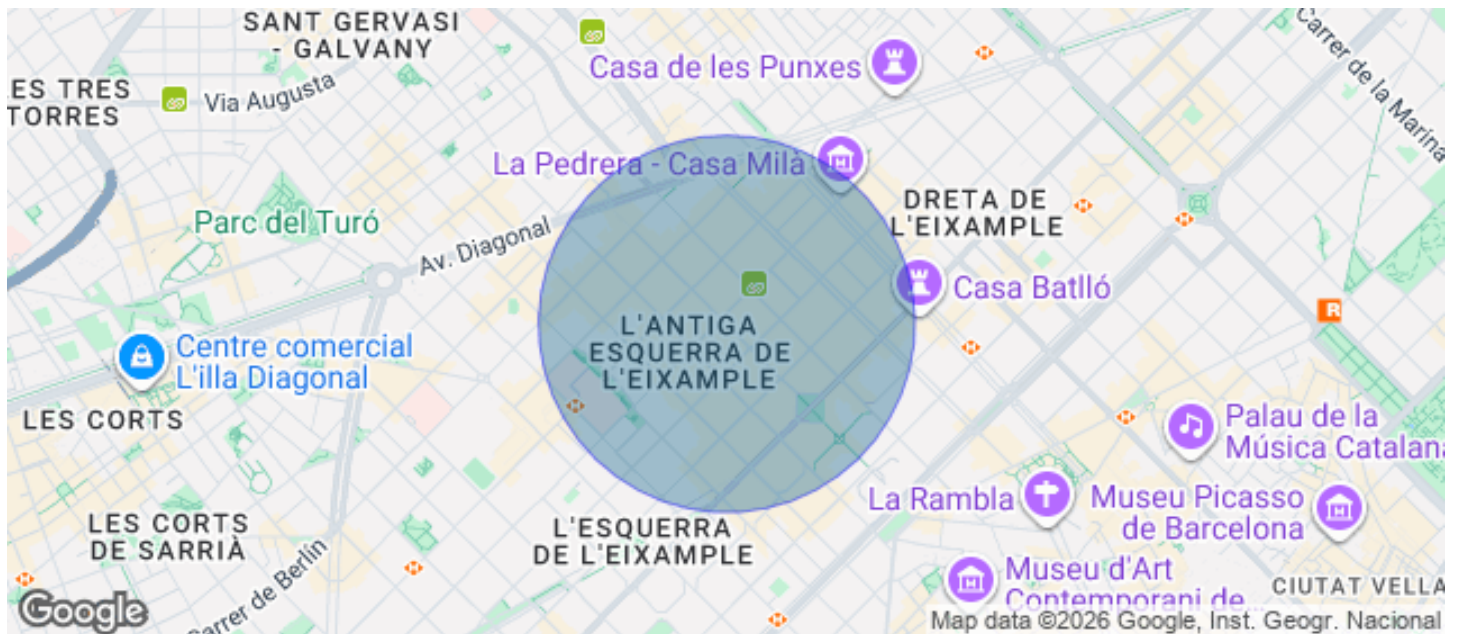 SANT GERVASI
- GALVANY
Casa de les Punxes
Carrer de la Marina
ES TRES
TORRES
Via Augusta
La Pedrera - Casa Milà
DRETA DE
L'EIXAMPLE
Parc del Turó
Av. Diagonal
Casa Batlló
L'ANTIGA
ESQUERRA DE
L'EIXAMPLE
Centre comercial
L'illa Diagonal
R
LES CORTS
Palau de la
Música Catalana
La Rambla
Museu Picasso
de Barcelona
LES CORTS
DE SARRIÀ
L'ESQUERRA
DE L'EIXAMPLE
Carrer de Berlin
Museu d'Art
Contemporani de...
CIUTAT VELLA
Google
Map data ©2026 Google, Inst. Geogr. Nacional